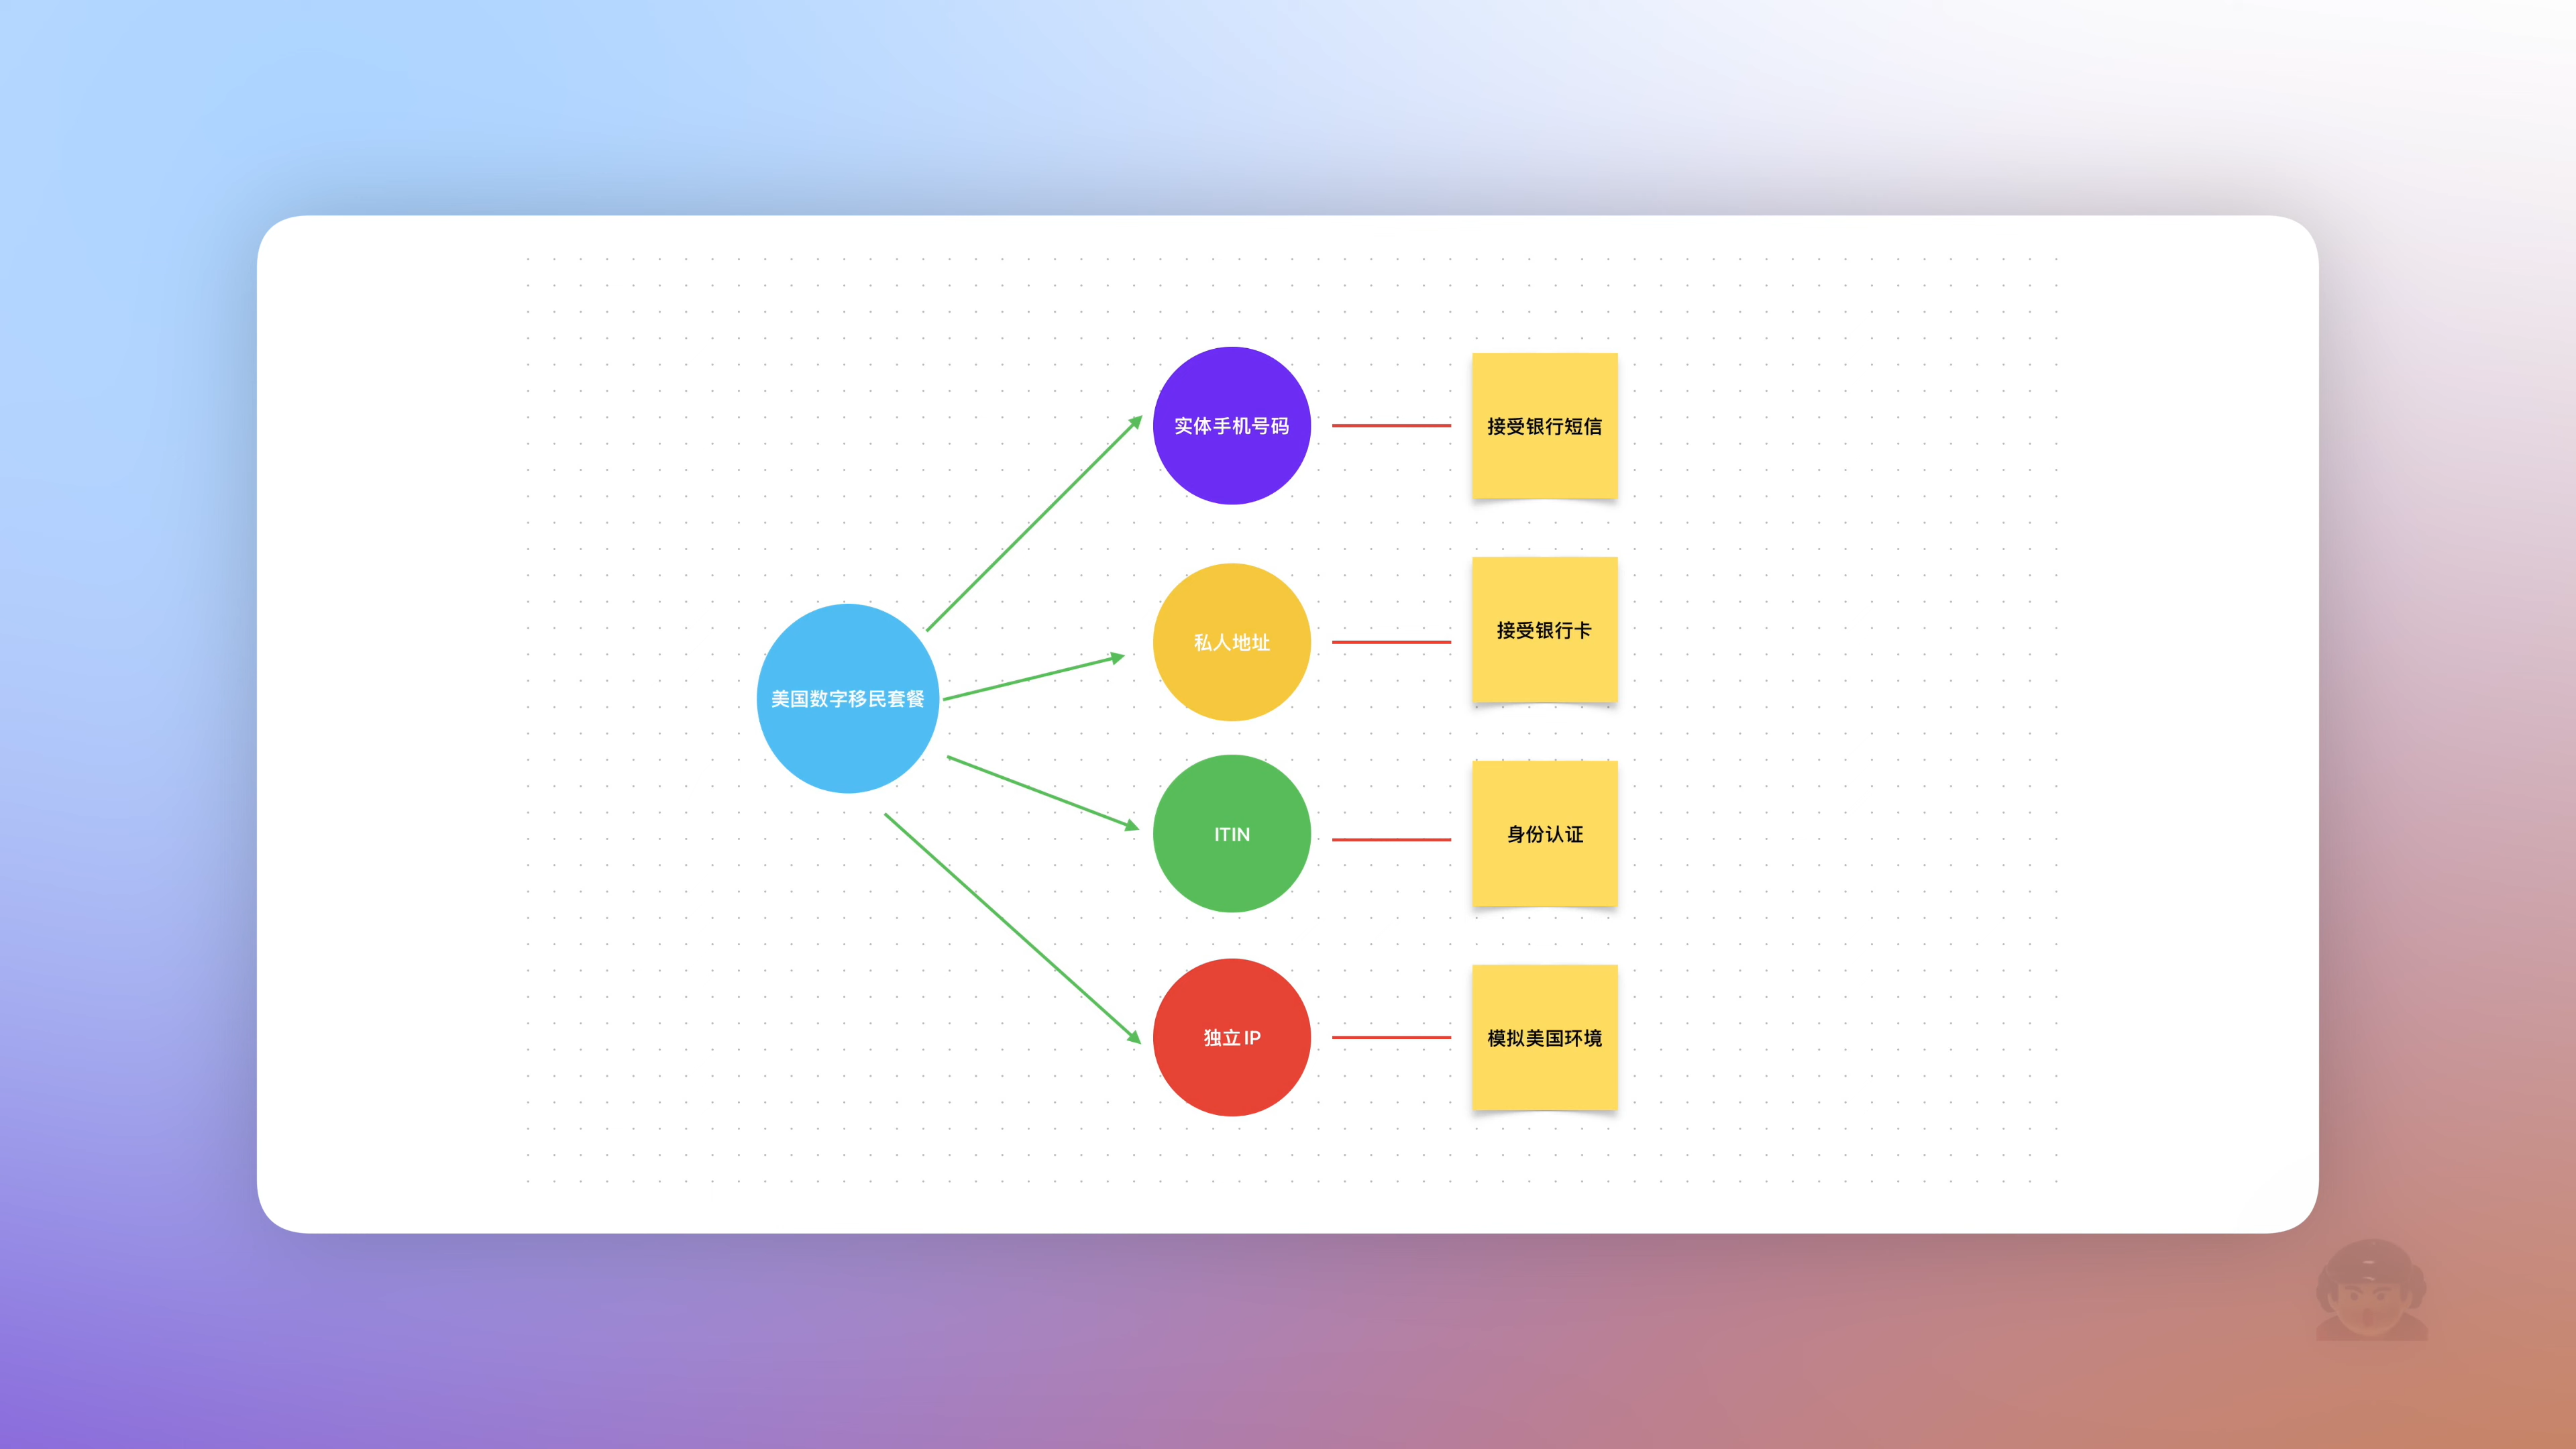 实体手机号码
接受银行短信
私人地址
接受银行卡
美国数字移民套餐
ITIN
身份认证
独立IP
模拟美国环境